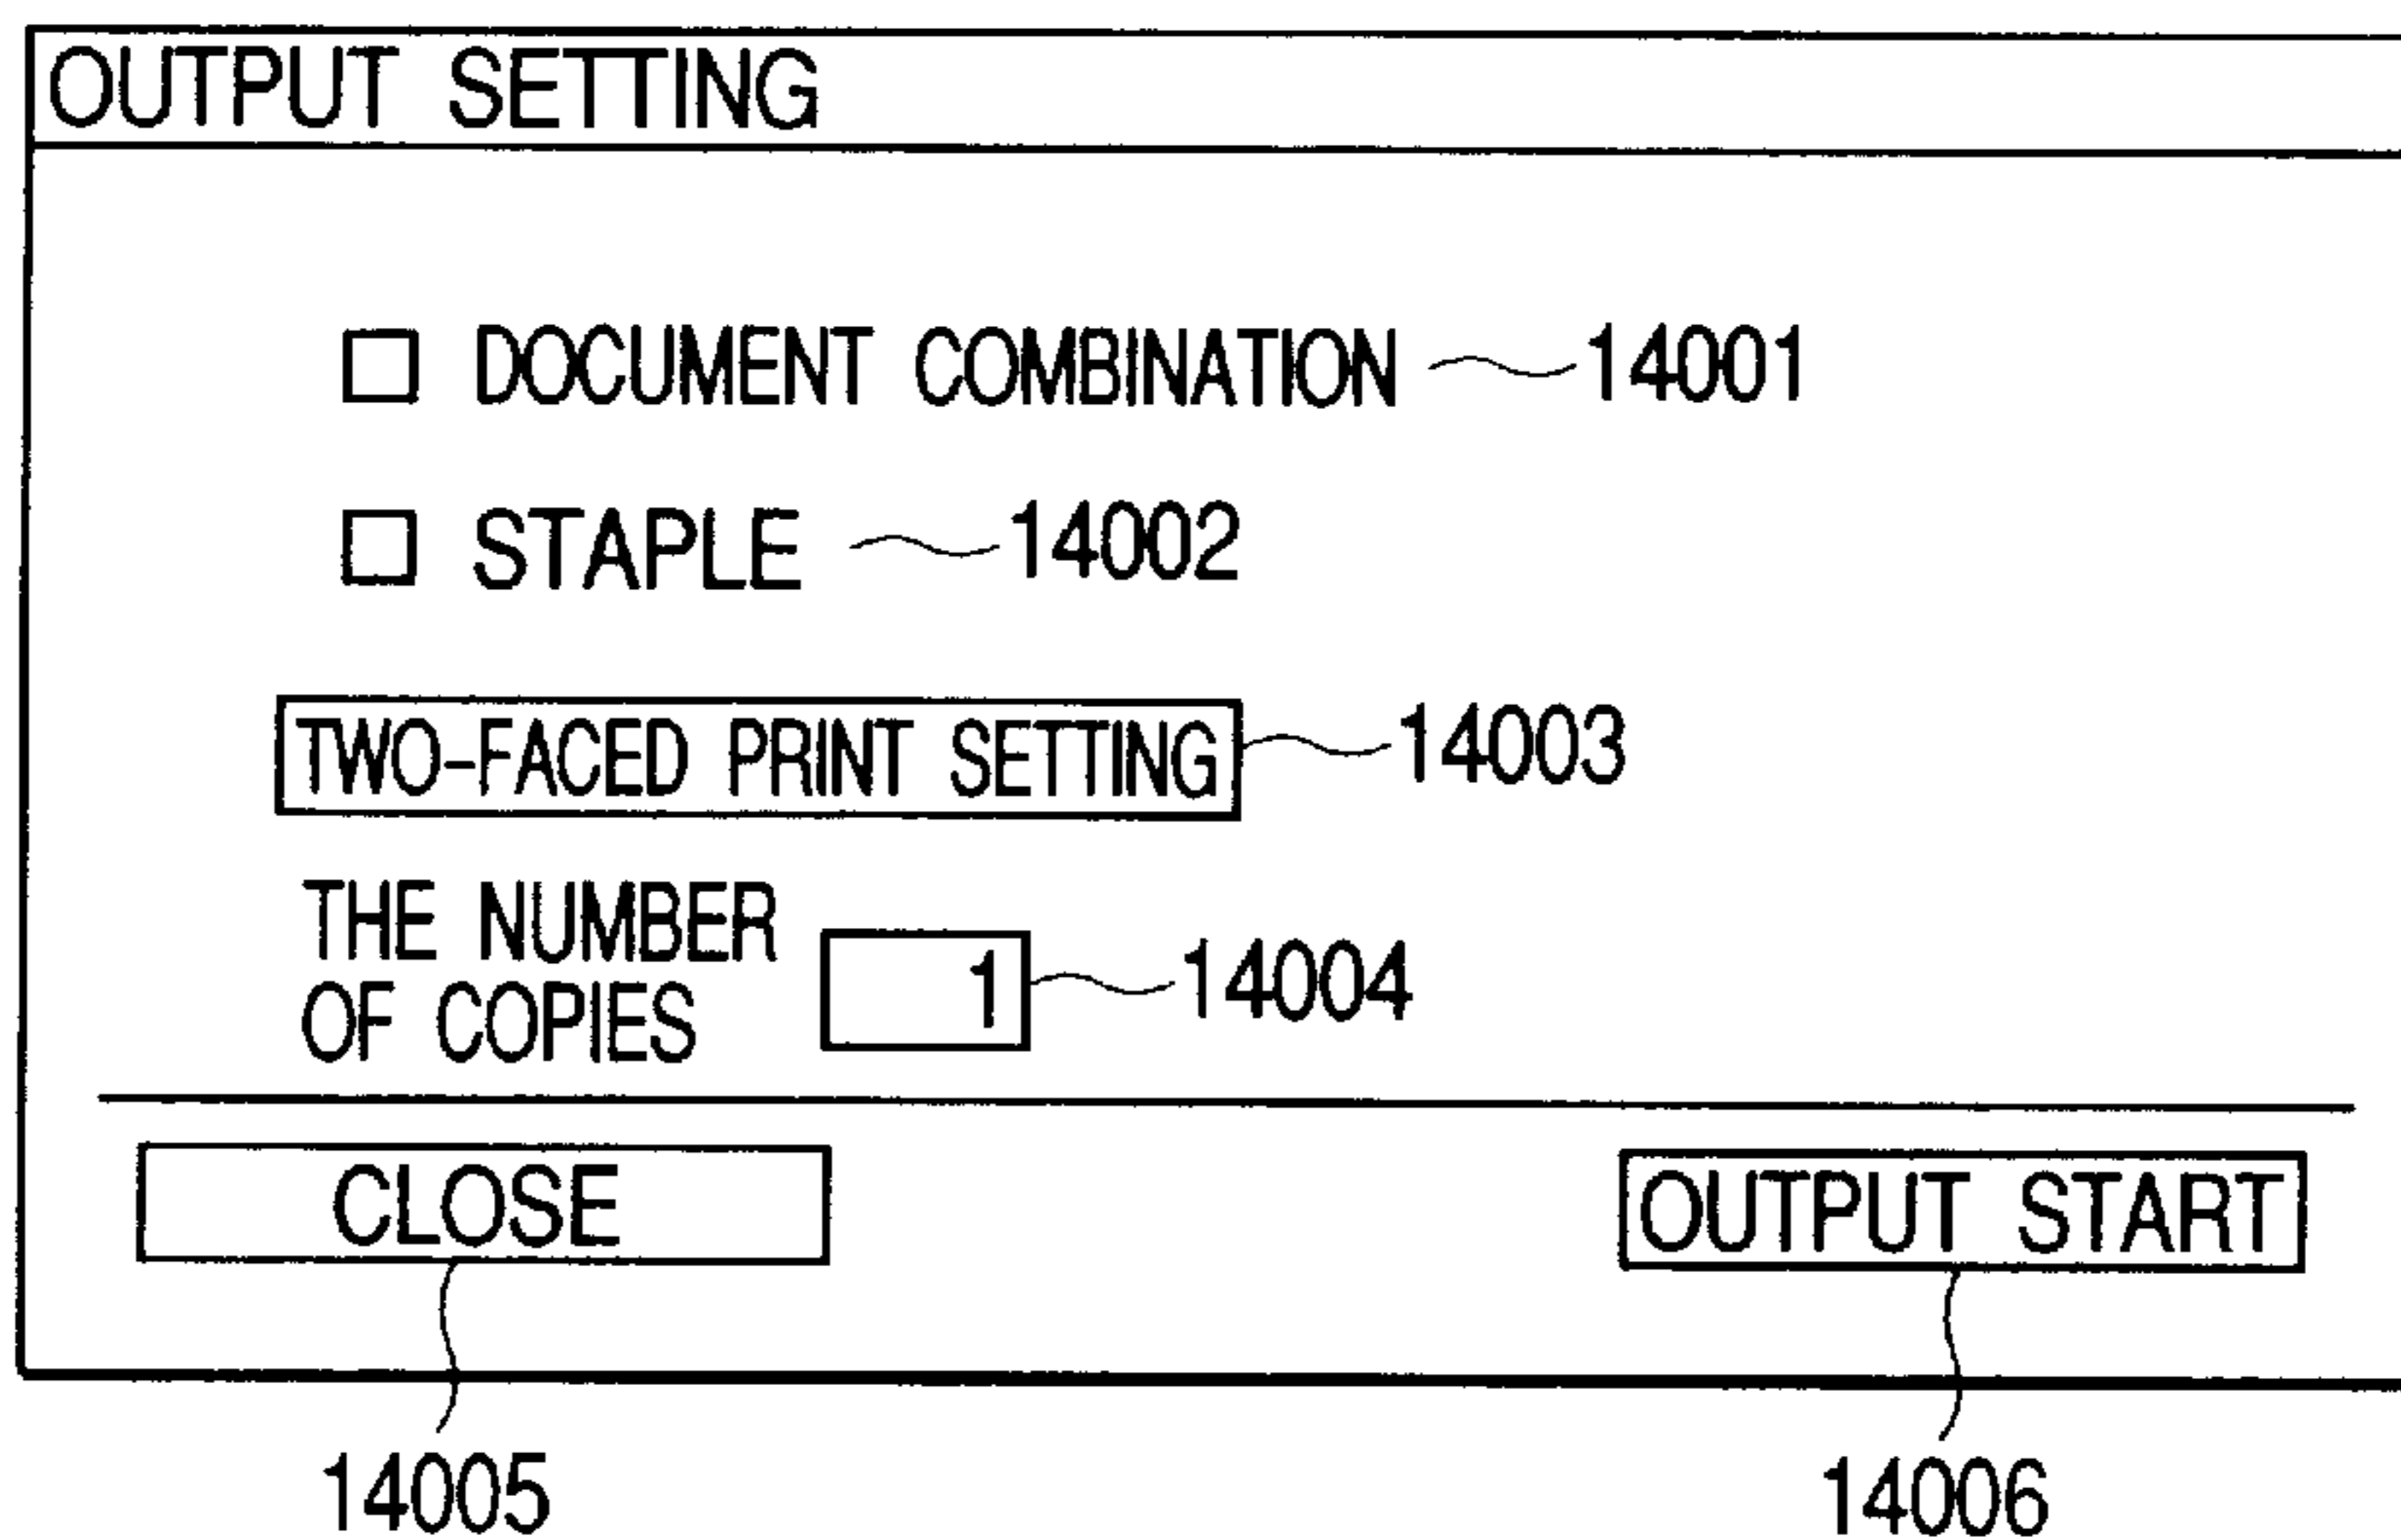 OUTPUT SETTING
DOCUMENT COMBINATION 14001
STAPLE 14002
TWO-FACED PRINT SETTING 14003
THE NUMBER
OF COPIES 1 14004
CLOSE OUTPUT START
14005 14006